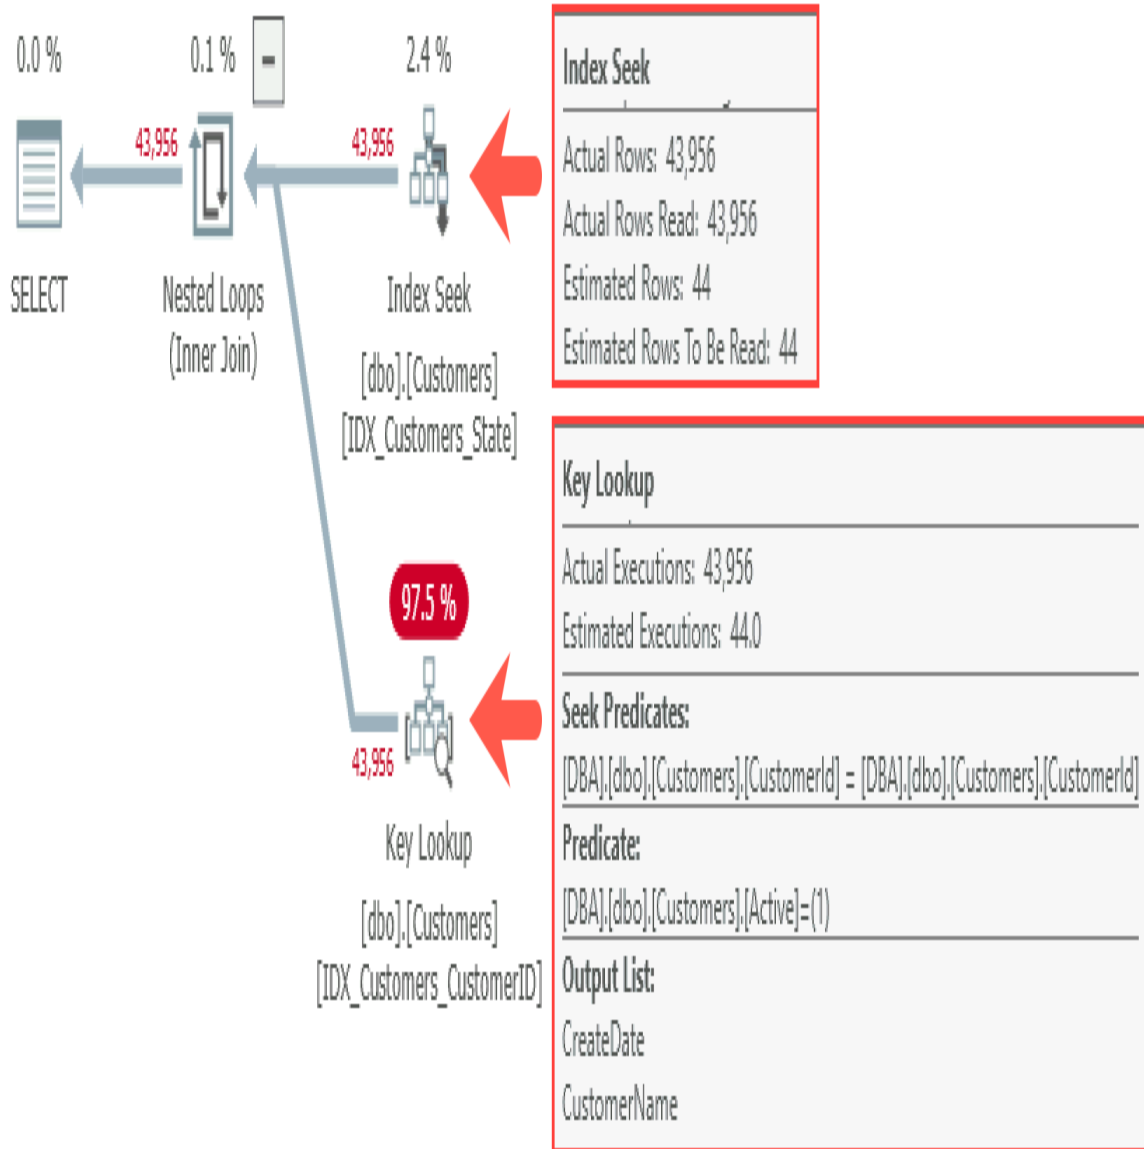 0.0 %
0.1 %
2.4 %
43,956
43,956
SELECT
Nested Loops
(Inner Join)
Index Seek
[dbo].[Customers]
[IDX_Customers_State]
Index Seek
Actual Rows: 43,956
Actual Rows Read: 43,956
Estimated Rows: 44
Estimated Rows To Be Read: 44
97.5 %
43,956
Key Lookup
[dbo].[Customers]
[IDX_Customers_CustomerID]
Key Lookup
Actual Executions: 43,956
Estimated Executions: 44.0
Seek Predicates:
[DBA].[dbo].[Customers].[CustomerId] = [DBA].[dbo].[Customers].[CustomerId]
Predicate:
[DBA].[dbo].[Customers].[Active]=(1)
Output List:
CreateDate
CustomerName